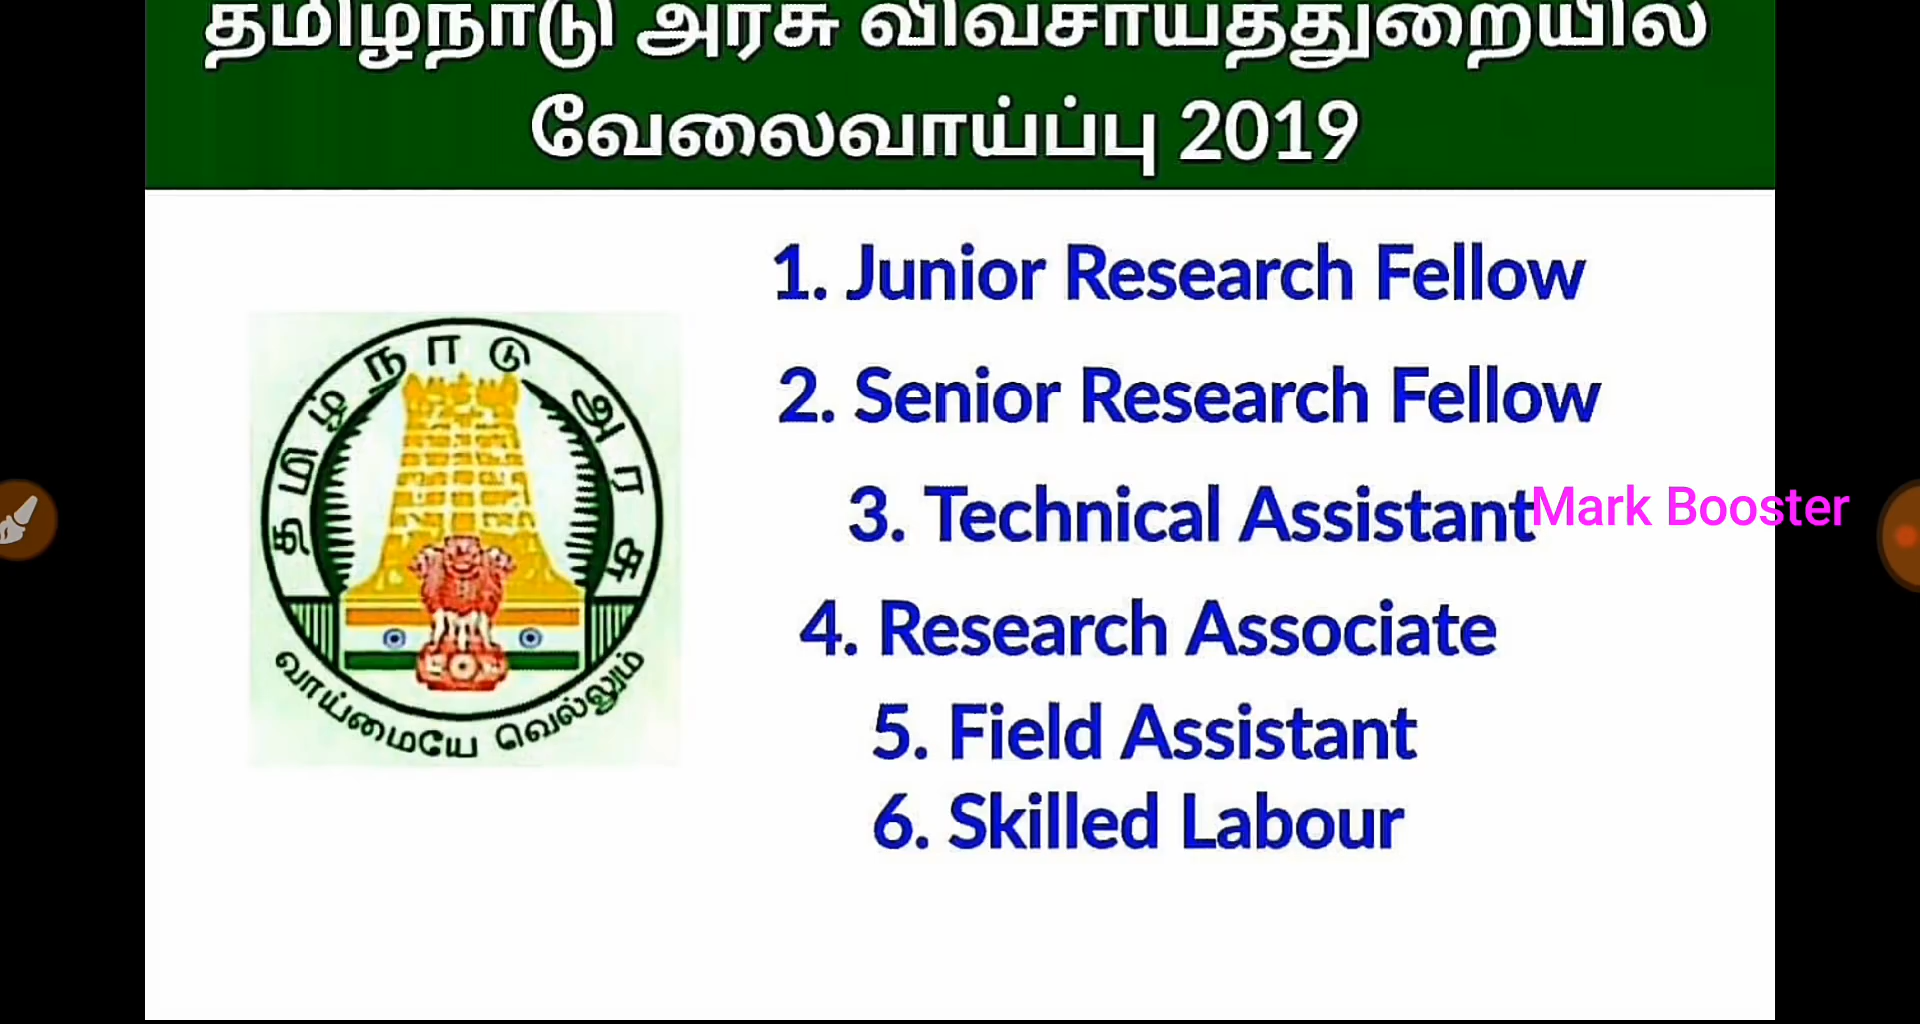 தமிழ்நாடு அரசு விவசாயத்துறையில்
வேலைவாய்ப்பு 2019
1. Junior Research Fellow
2. Senior Research Fellow
3. Technical Assistant
Mark Booster
4. Research Associate
5. Field Assistant
6. Skilled Labour
தமிழ்நாடு அரசு
வாய்மையே வெல்லும்